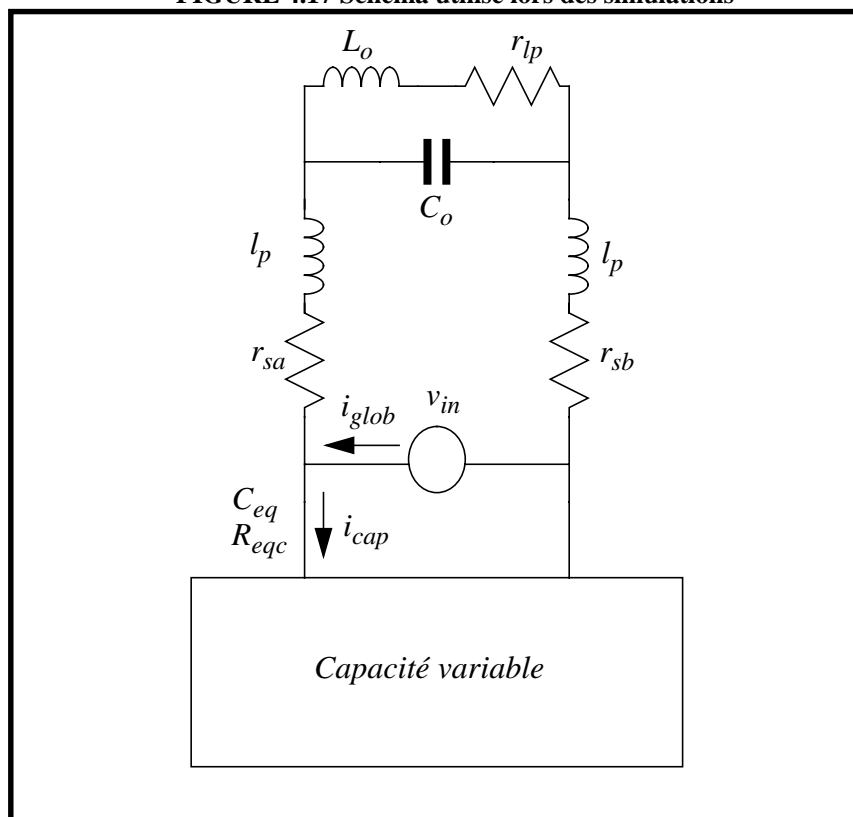 FIGURE 4.17 Schéma utilisé lors des simulations
L_o
r_lp
C_o
l_p
l_p
r_sa
r_sb
v_in
i_glob
C_eq
R_eqc
i_cap
Capacité variable